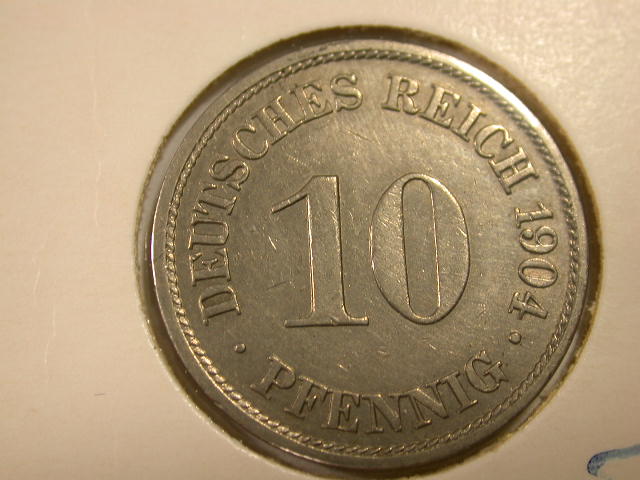 DEUTSCHES REICH 1904
10
· PFENNIG ·